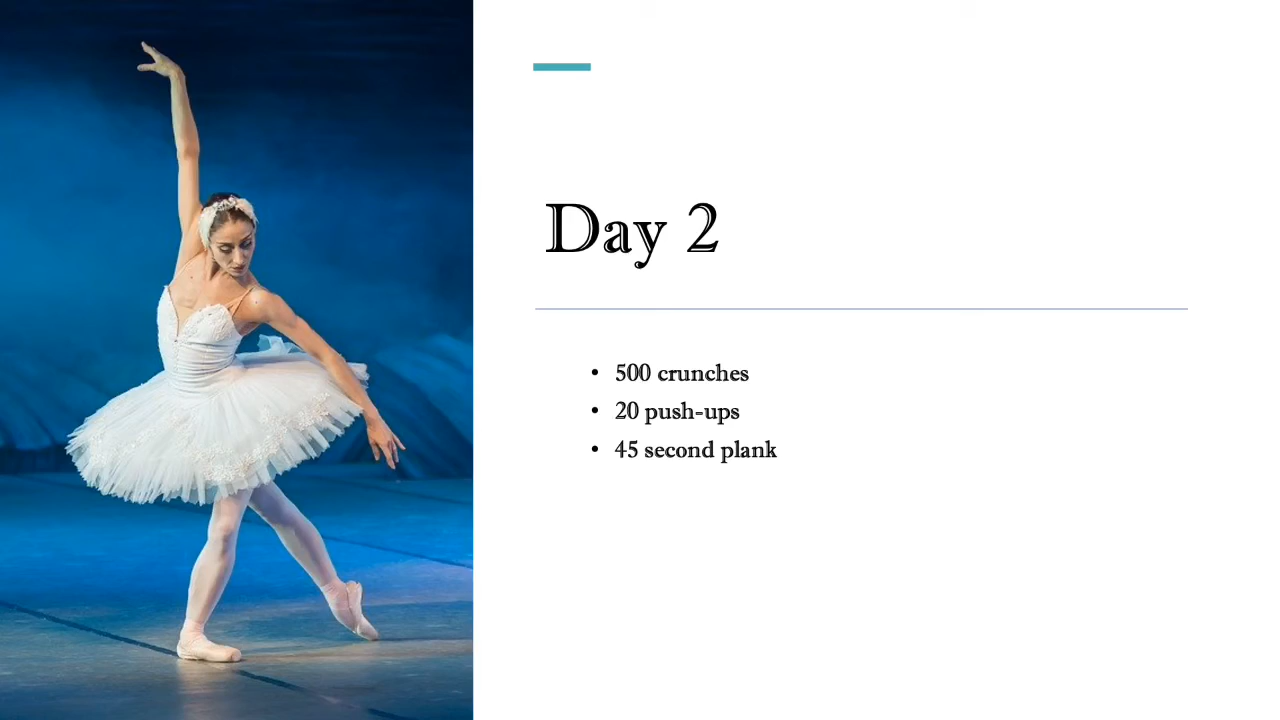 Day 2
• 500 crunches
• 20 push-ups
• 45 second plank